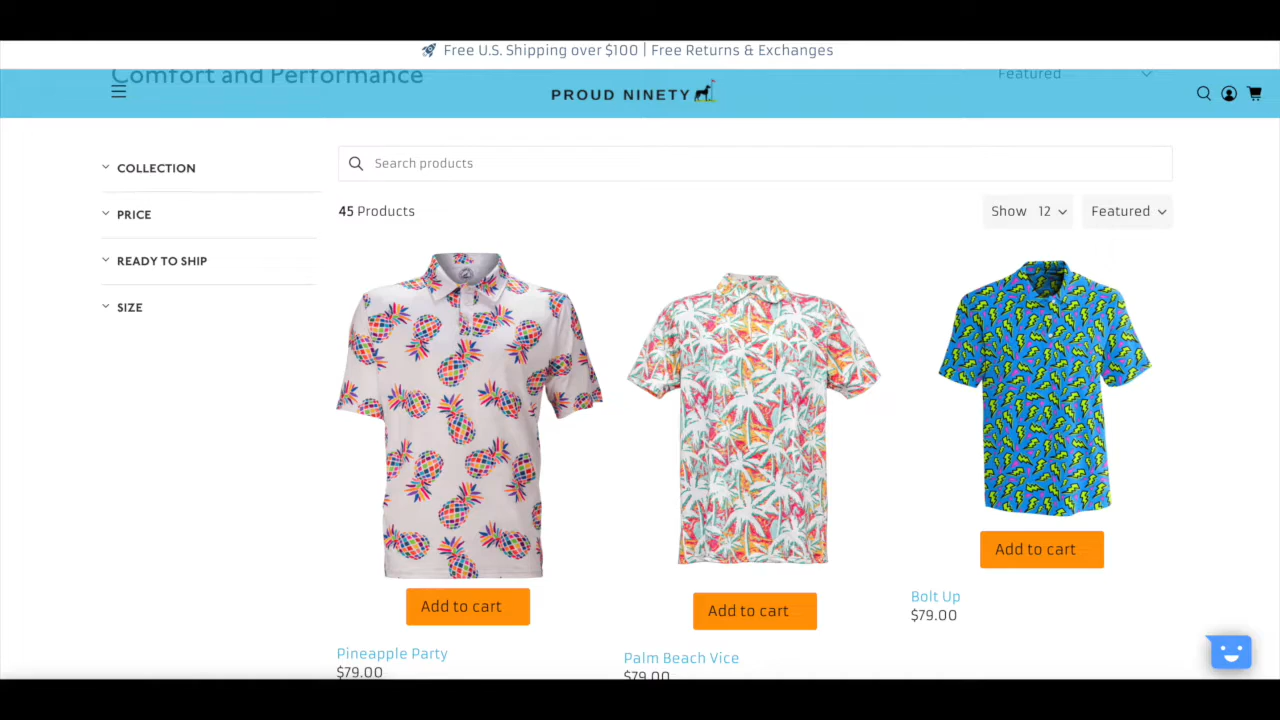 🚀 Free U.S. Shipping over $100 | Free Returns & Exchanges
Comfort and Performance
Featured
PROUD NINETY
COLLECTION
PRICE
READY TO SHIP
SIZE
Search products
45 Products
Show 12
Featured
Add to cart
Pineapple Party
$79.00
Add to cart
Palm Beach Vice
$79.00
Add to cart
Bolt Up
$79.00